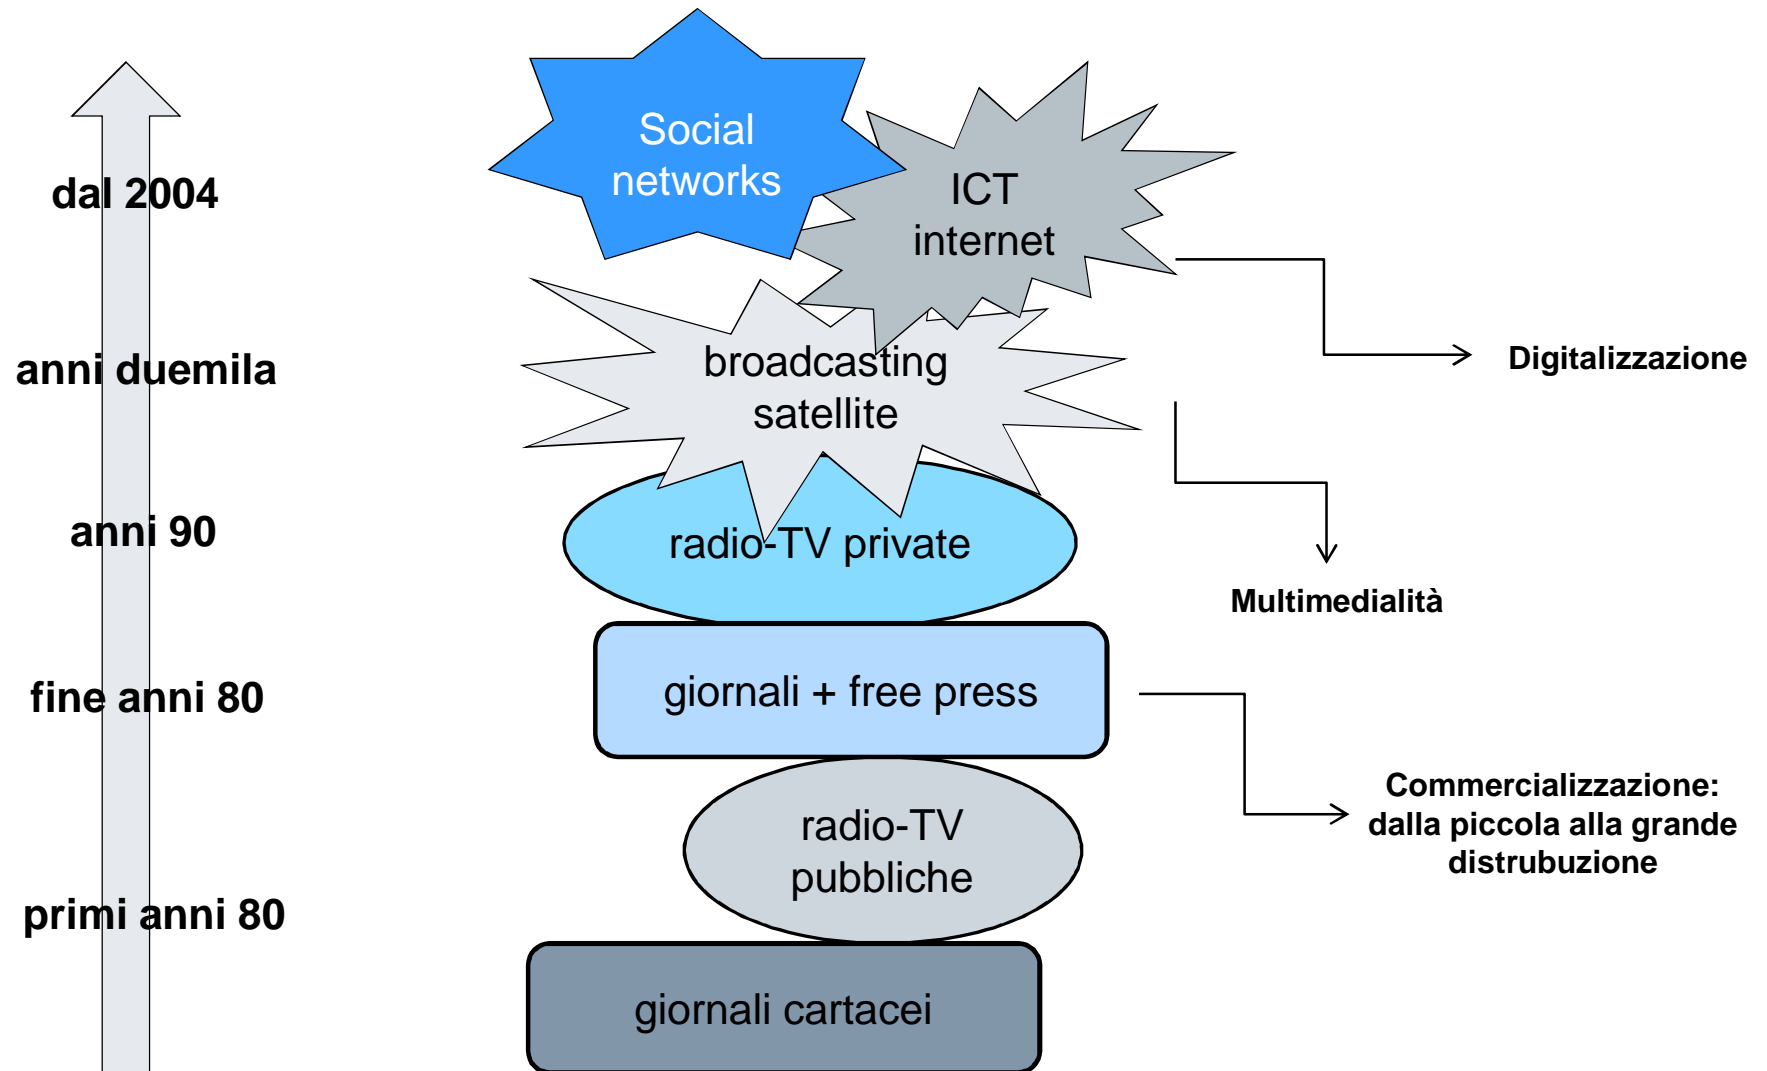 Social
networks
ICT
internet
dal 2004
broadcasting
satellite
anni duemila
Digitalizzazione
radio-TV private
anni 90
Multimedialità
giornali + free press
fine anni 80
Commercializzazione:
dalla piccola alla grande
distrubuzione
radio-TV
pubbliche
primi anni 80
giornali cartacei